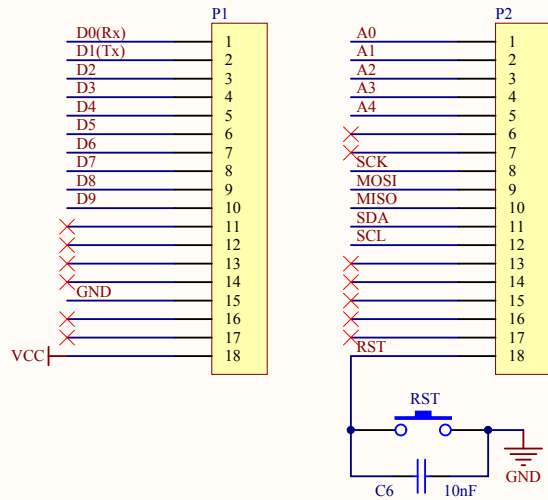 P1
D0(Rx) 1
D1(Tx) 2
D2 3
D3 4
D4 5
D5 6
D6 7
D7 8
D8 9
D9 10
11
12
13
14
GND 15
16
17
VCC 18
P2
A0 1
A1 2
A2 3
A3 4
A4 5
6
7
SCK 8
MOSI 9
MISO 10
SDA 11
SCL 12
13
14
15
16
17
RST 18
RST
GND
C6 10nF